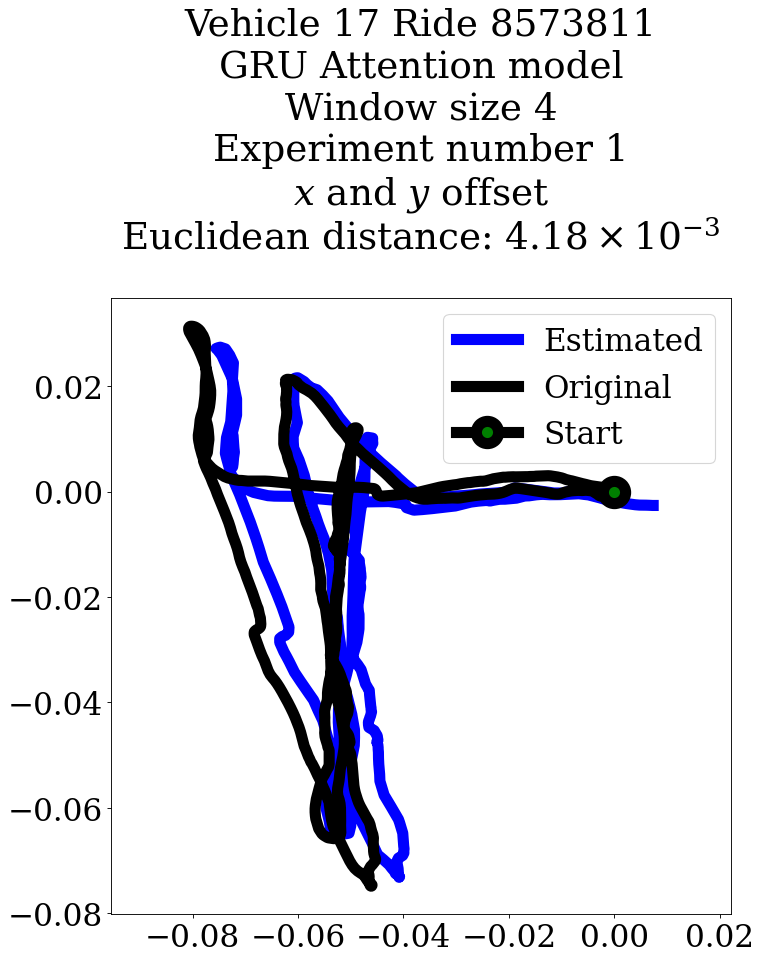 Vehicle 17 Ride 8573811
GRU Attention model
Window size 4
Experiment number 1
x and y offset
Euclidean distance: 4.18 × 10⁻³
Estimated
Original
Start
0.02
0.00
−0.02
−0.04
−0.06
−0.08
−0.08 −0.06 −0.04 −0.02 0.00 0.02